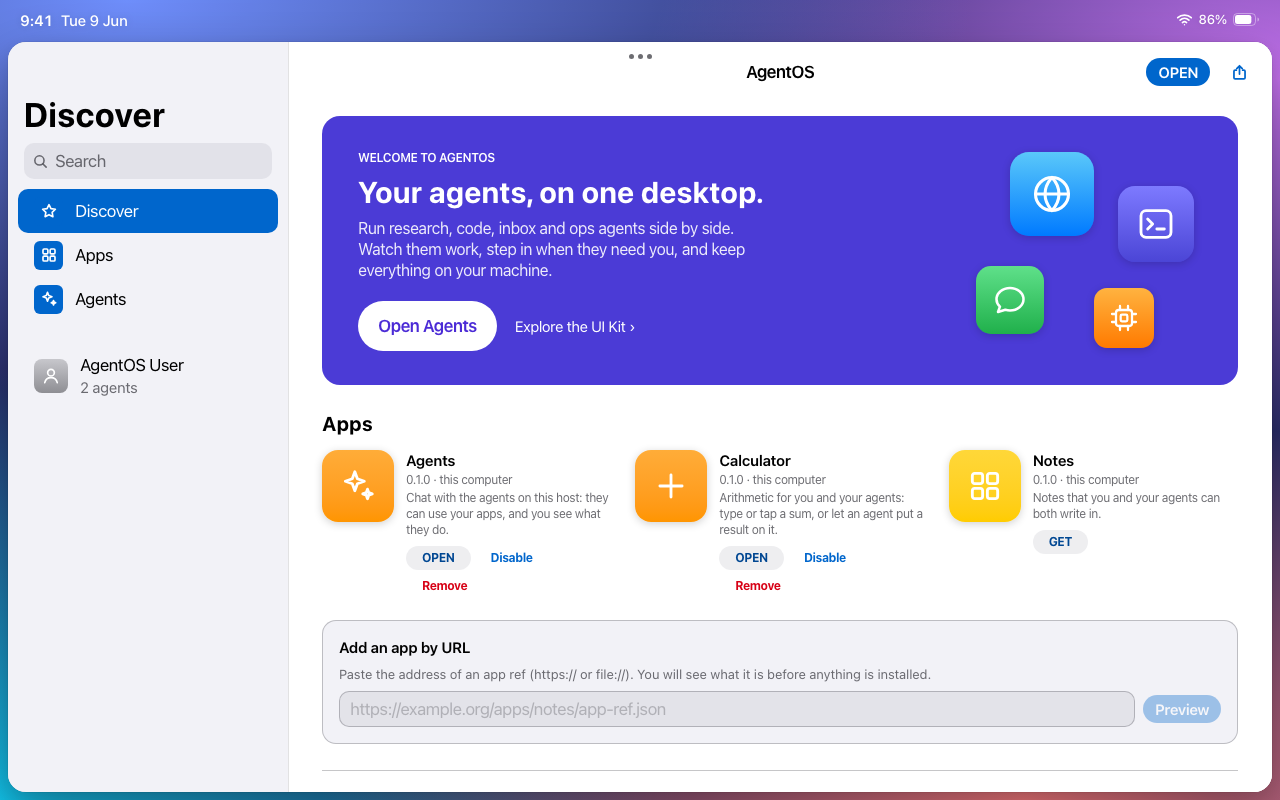 9:41 Tue 9 Jun
86%
Discover
Search
Discover
Apps
Agents
AgentOS User
2 agents
AgentOS
OPEN
WELCOME TO AGENTOS
Your agents, on one desktop.
Run research, code, inbox and ops agents side by side.
Watch them work, step in when they need you, and keep
everything on your machine.
Open Agents
Explore the UI Kit ›
Apps
Agents
0.1.0 · this computer
Chat with the agents on this host: they
can use your apps, and you see what
they do.
OPEN
Disable
Remove
Calculator
0.1.0 · this computer
Arithmetic for you and your agents:
type or tap a sum, or let an agent put a
result on it.
OPEN
Disable
Remove
Notes
0.1.0 · this computer
Notes that you and your agents can
both write in.
GET
Add an app by URL
Paste the address of an app ref (https:// or file://). You will see what it is before anything is installed.
https://example.org/apps/notes/app-ref.json
Preview